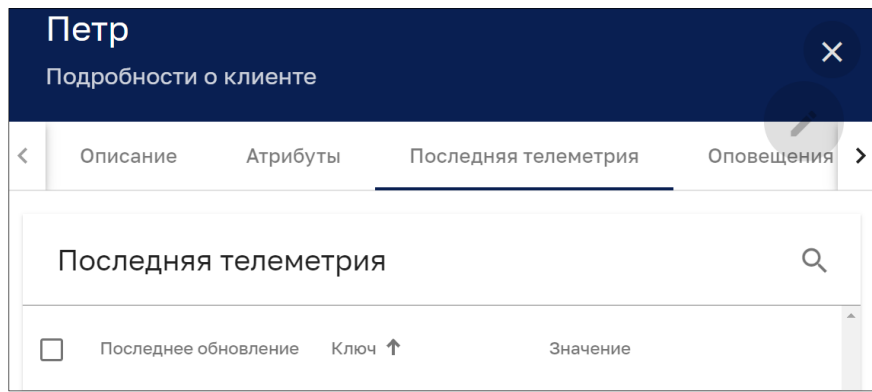 Петр
Подробности о клиенте
Описание Атрибуты Последняя телеметрия Оповещения
Последняя телеметрия
Последнее обновление Ключ ↑ Значение